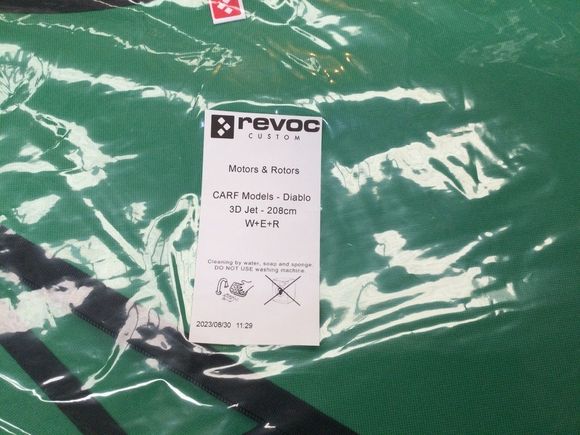 revoc
CUSTOM
Motors & Rotors
CARF Models - Diablo
3D Jet - 208cm
W+E+R
Cleaning by water, soap and sponge.
DO NOT USE washing machine.
2023/08/30 11:29